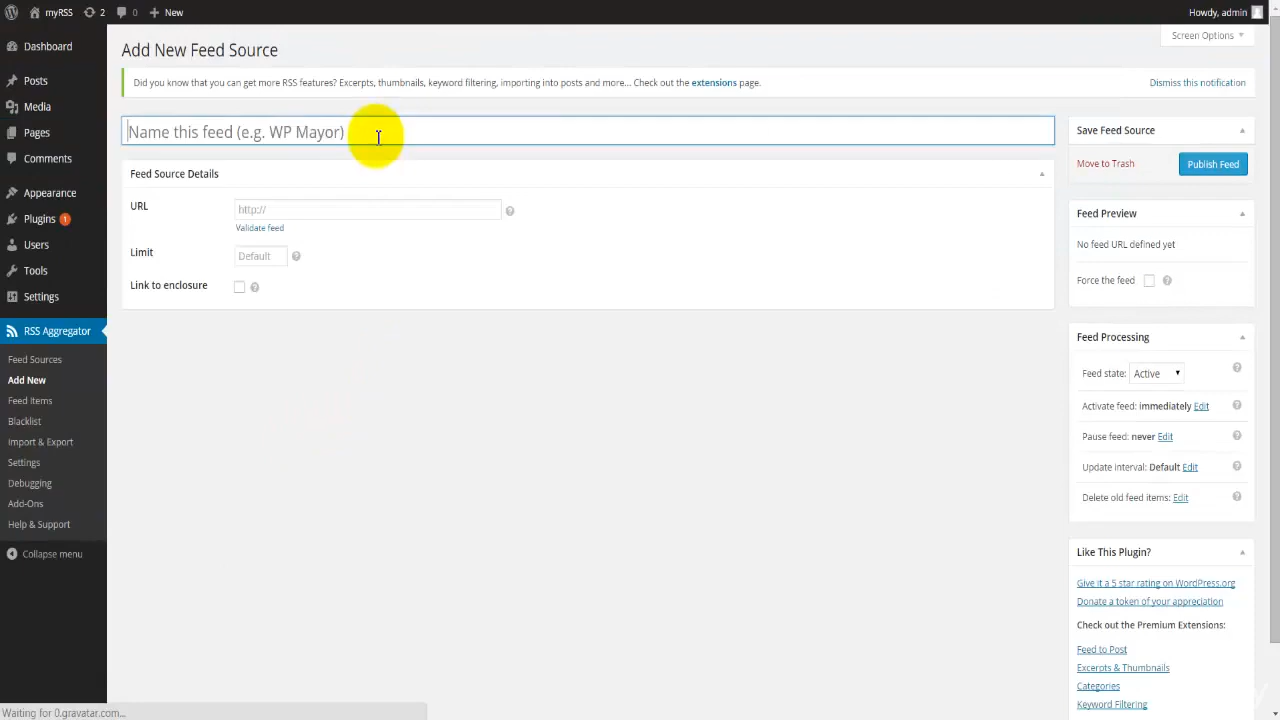 myRSS 2 0 New Howdy, admin
Dashboard
Posts
Media
Pages
Comments
Appearance
Plugins 1
Users
Tools
Settings
RSS Aggregator
Feed Sources
Add New
Feed Items
Blacklist
Import & Export
Settings
Debugging
Add-Ons
Help & Support
Collapse menu
Screen Options
Add New Feed Source
Did you know that you can get more RSS features? Excerpts, thumbnails, keyword filtering, importing into posts and more... Check out the extensions page.
Dismiss this notification
Name this feed (e.g. WP Mayor)
Feed Source Details
URL http://
Validate feed
Limit Default
Link to enclosure
Save Feed Source
Move to Trash Publish Feed
Feed Preview
No feed URL defined yet
Force the feed
Feed Processing
Feed state: Active
Activate feed: immediately Edit
Pause feed: never Edit
Update interval: Default Edit
Delete old feed items: Edit
Like This Plugin?
Give it a 5 star rating on WordPress.org
Donate a token of your appreciation
Check out the Premium Extensions:
Feed to Post
Excerpts & Thumbnails
Categories
Keyword Filtering
Waiting for 0.gravatar.com...